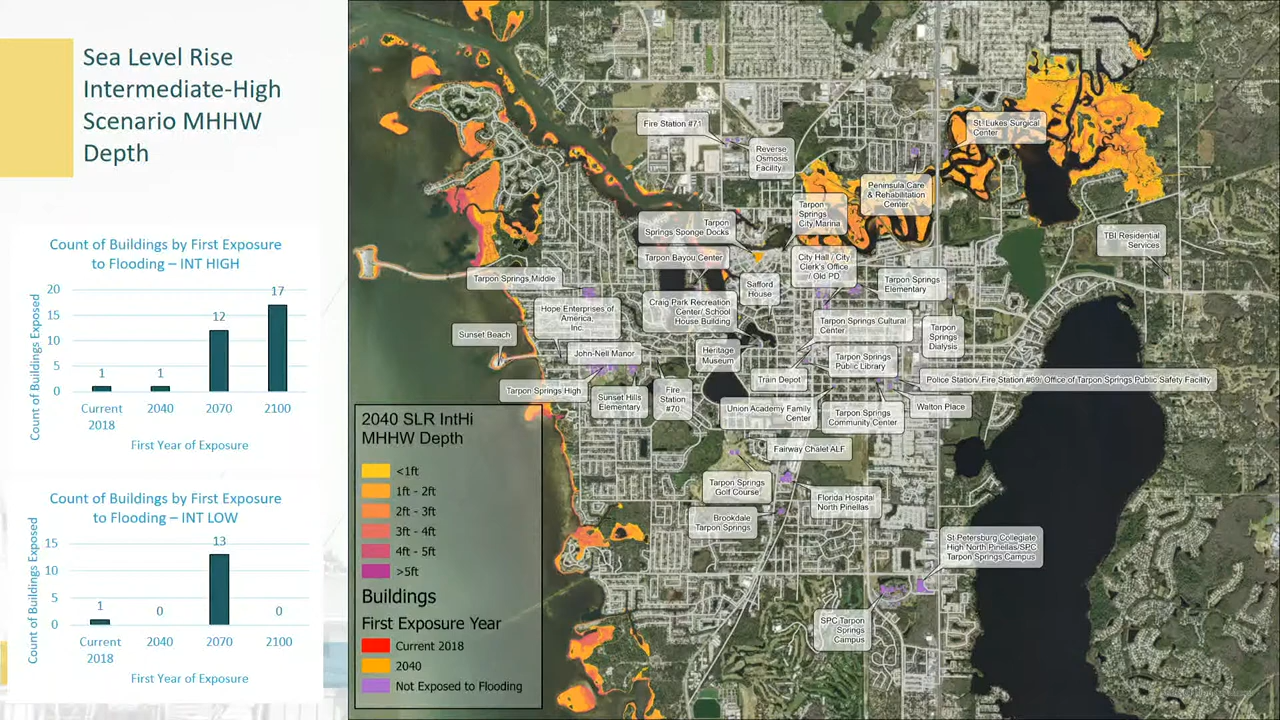 Sea Level Rise
Intermediate-High
Scenario MHHW
Depth
Count of Buildings by First Exposure
to Flooding – INT HIGH
Count of Buildings Exposed
20
15
10
5
0
1
1
12
17
Current
2018
2040
2070
2100
First Year of Exposure
Count of Buildings by First Exposure
to Flooding – INT LOW
Count of Buildings Exposed
15
10
5
0
1
0
13
0
Current
2018
2040
2070
2100
First Year of Exposure
Fire Station #71
Reverse
Osmosis
Facility
St. Lukes Surgical
Center
Peninsula Care
& Rehabilitation
Center
Tarpon
Springs
City Marina
Tarpon
Springs Sponge Docks
TBI Residential
Services
Tarpon Bayou Center
City Hall / City
Clerk's Office
/ Old PD
Tarpon Springs Middle
Safford
House
Tarpon Springs
Elementary
Hope Enterprises of
America,
Inc.
Craig Park Recreation
Center/ School
House Building
Sunset Beach
Tarpon Springs Cultural
Center
Tarpon
Springs
Dialysis
John-Nell Manor
Heritage
Museum
Tarpon Springs
Public Library
Train Depot
Police Station/ Fire Station #69/ Office of Tarpon Springs Public Safety Facility
Tarpon Springs High
Sunset Hills
Elementary
Fire
Station
#70
Union Academy Family
Center
Tarpon Springs
Community Center
Walton Place
Fairway Chalet ALF
Tarpon Springs
Golf Course
Florida Hospital
North Pinellas
Brookdale
Tarpon Springs
St Petersburg Collegiate
High North Pinellas/SPC
Tarpon Springs Campus
SPC Tarpon
Springs
Campus
2040 SLR IntHi
MHHW Depth
<1ft
1ft - 2ft
2ft - 3ft
3ft - 4ft
4ft - 5ft
>5ft
Buildings
First Exposure Year
Current 2018
2040
Not Exposed to Flooding